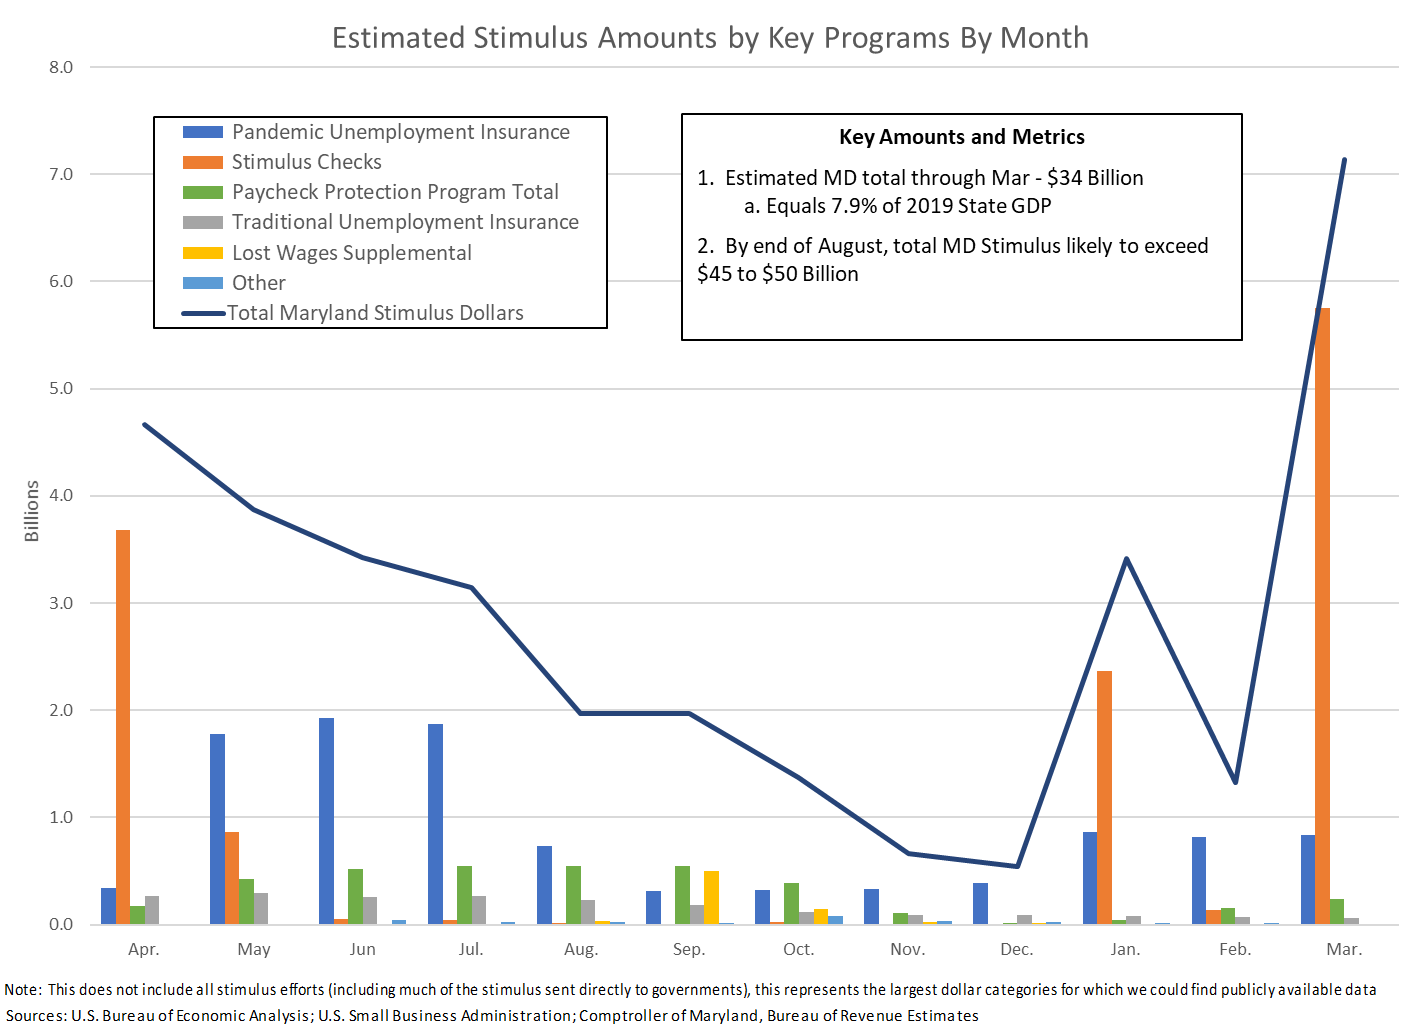 Estimated Stimulus Amounts by Key Programs By Month
8.0
7.0
6.0
5.0
4.0
3.0
2.0
1.0
0.0
Billions
Pandemic Unemployment Insurance
Stimulus Checks
Paycheck Protection Program Total
Traditional Unemployment Insurance
Lost Wages Supplemental
Other
Total Maryland Stimulus Dollars
Key Amounts and Metrics
1. Estimated MD total through Mar - $34 Billion
a. Equals 7.9% of 2019 State GDP
2. By end of August, total MD Stimulus likely to exceed
$45 to $50 Billion
Apr. May Jun Jul. Aug. Sep. Oct. Nov. Dec. Jan. Feb. Mar.
Note: This does not include all stimulus efforts (including much of the stimulus sent directly to governments), this represents the largest dollar categories for which we could find publicly available data
Sources: U.S. Bureau of Economic Analysis; U.S. Small Business Administration; Comptroller of Maryland, Bureau of Revenue Estimates